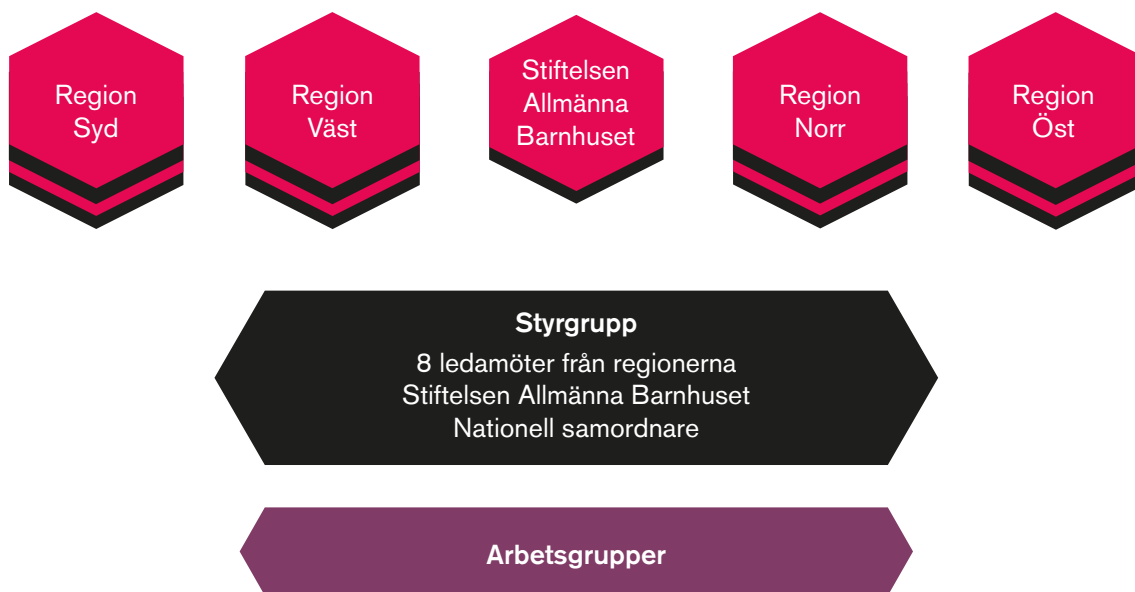 Region
Syd
Region
Väst
Stiftelsen
Allmänna
Barnhuset
Region
Norr
Region
Öst
Styrgrupp
8 ledamöter från regionerna
Stiftelsen Allmänna Barnhuset
Nationell samordnare
Arbetsgrupper